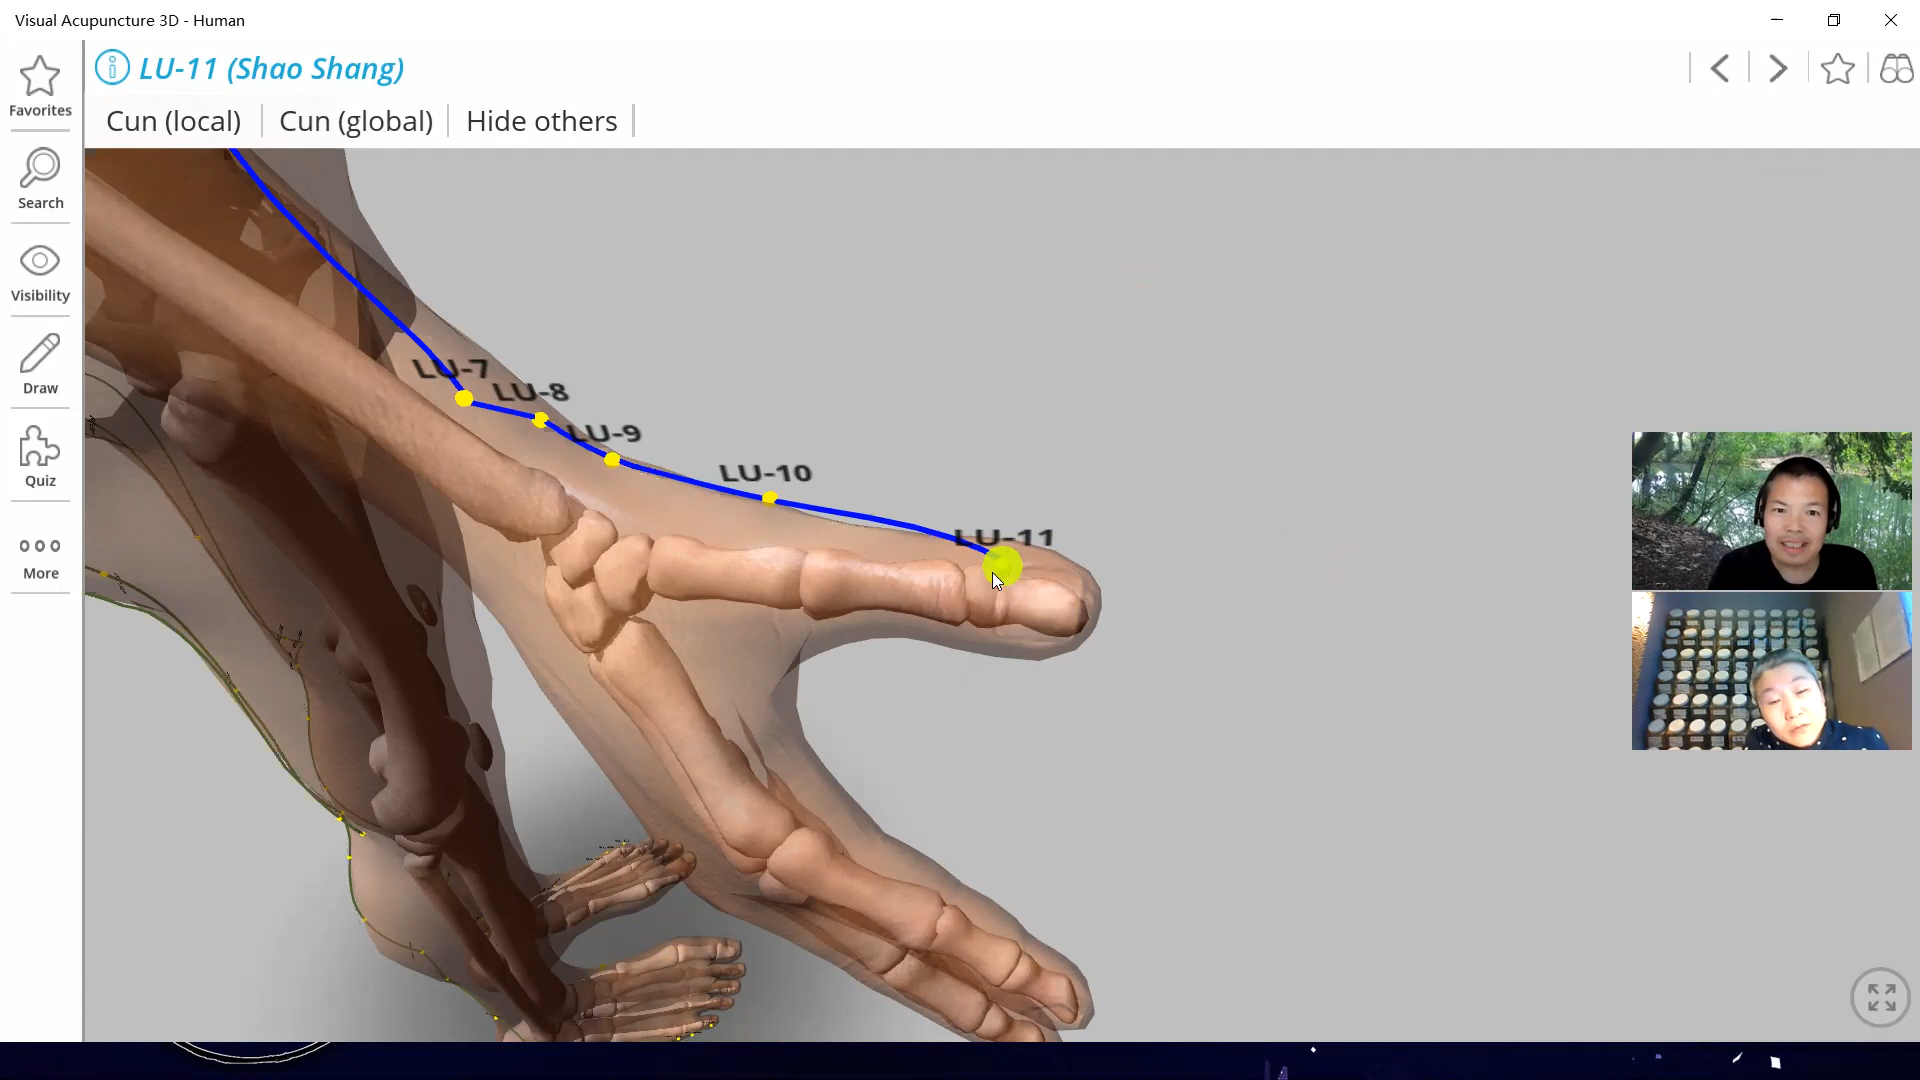 Visual Acupuncture 3D - Human
LU-11 (Shao Shang)
Cun (local)
Cun (global)
Hide others
Favorites
Search
Visibility
Draw
Quiz
More
LU-7
LU-8
LU-9
LU-10
LU-11